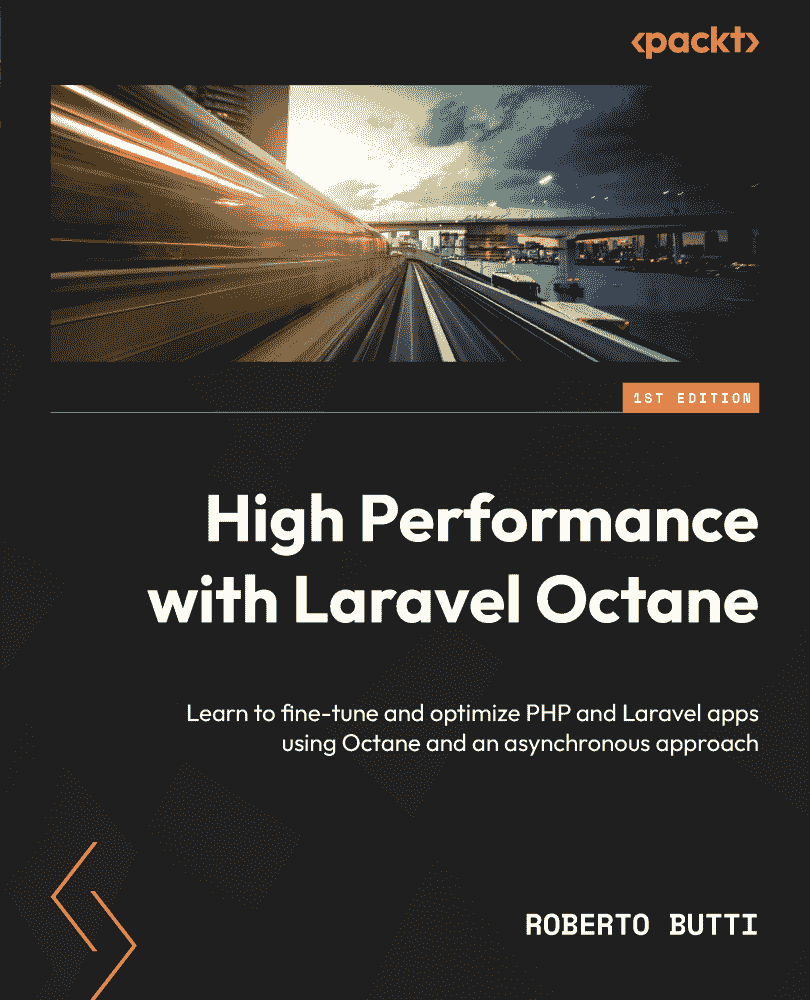 <packt>
1ST EDITION
High Performance
with Laravel Octane
Learn to fine-tune and optimize PHP and Laravel apps
using Octane and an asynchronous approach
ROBERTO BUTTI